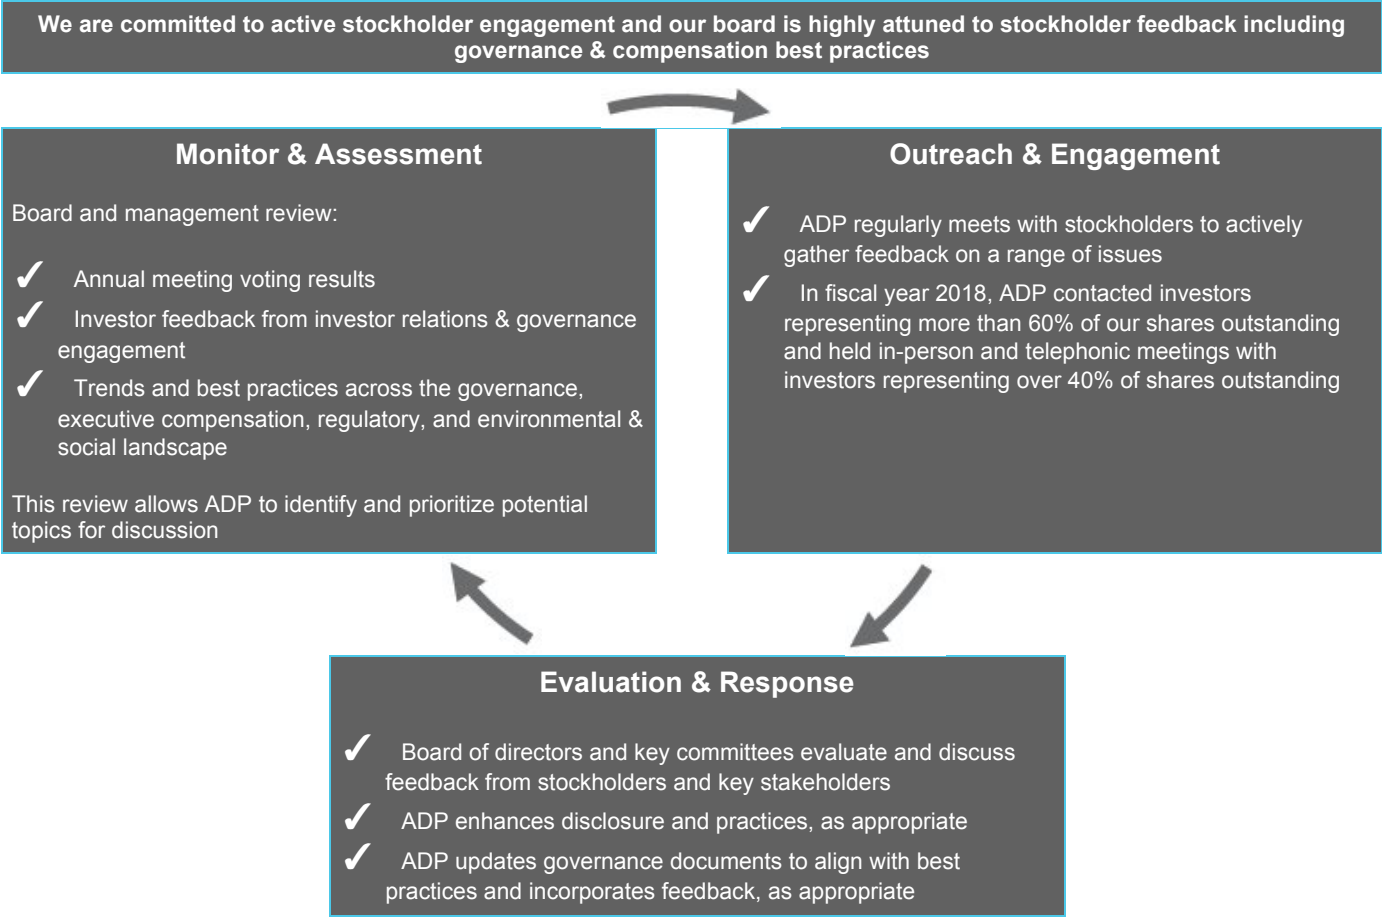 We are committed to active stockholder engagement and our board is highly attuned to stockholder feedback including
governance & compensation best practices
Monitor & Assessment
Board and management review:
✓ Annual meeting voting results
✓ Investor feedback from investor relations & governance
engagement
✓ Trends and best practices across the governance,
executive compensation, regulatory, and environmental &
social landscape
This review allows ADP to identify and prioritize potential
topics for discussion
Outreach & Engagement
✓ ADP regularly meets with stockholders to actively
gather feedback on a range of issues
✓ In fiscal year 2018, ADP contacted investors
representing more than 60% of our shares outstanding
and held in-person and telephonic meetings with
investors representing over 40% of shares outstanding
Evaluation & Response
✓ Board of directors and key committees evaluate and discuss
feedback from stockholders and key stakeholders
✓ ADP enhances disclosure and practices, as appropriate
✓ ADP updates governance documents to align with best
practices and incorporates feedback, as appropriate